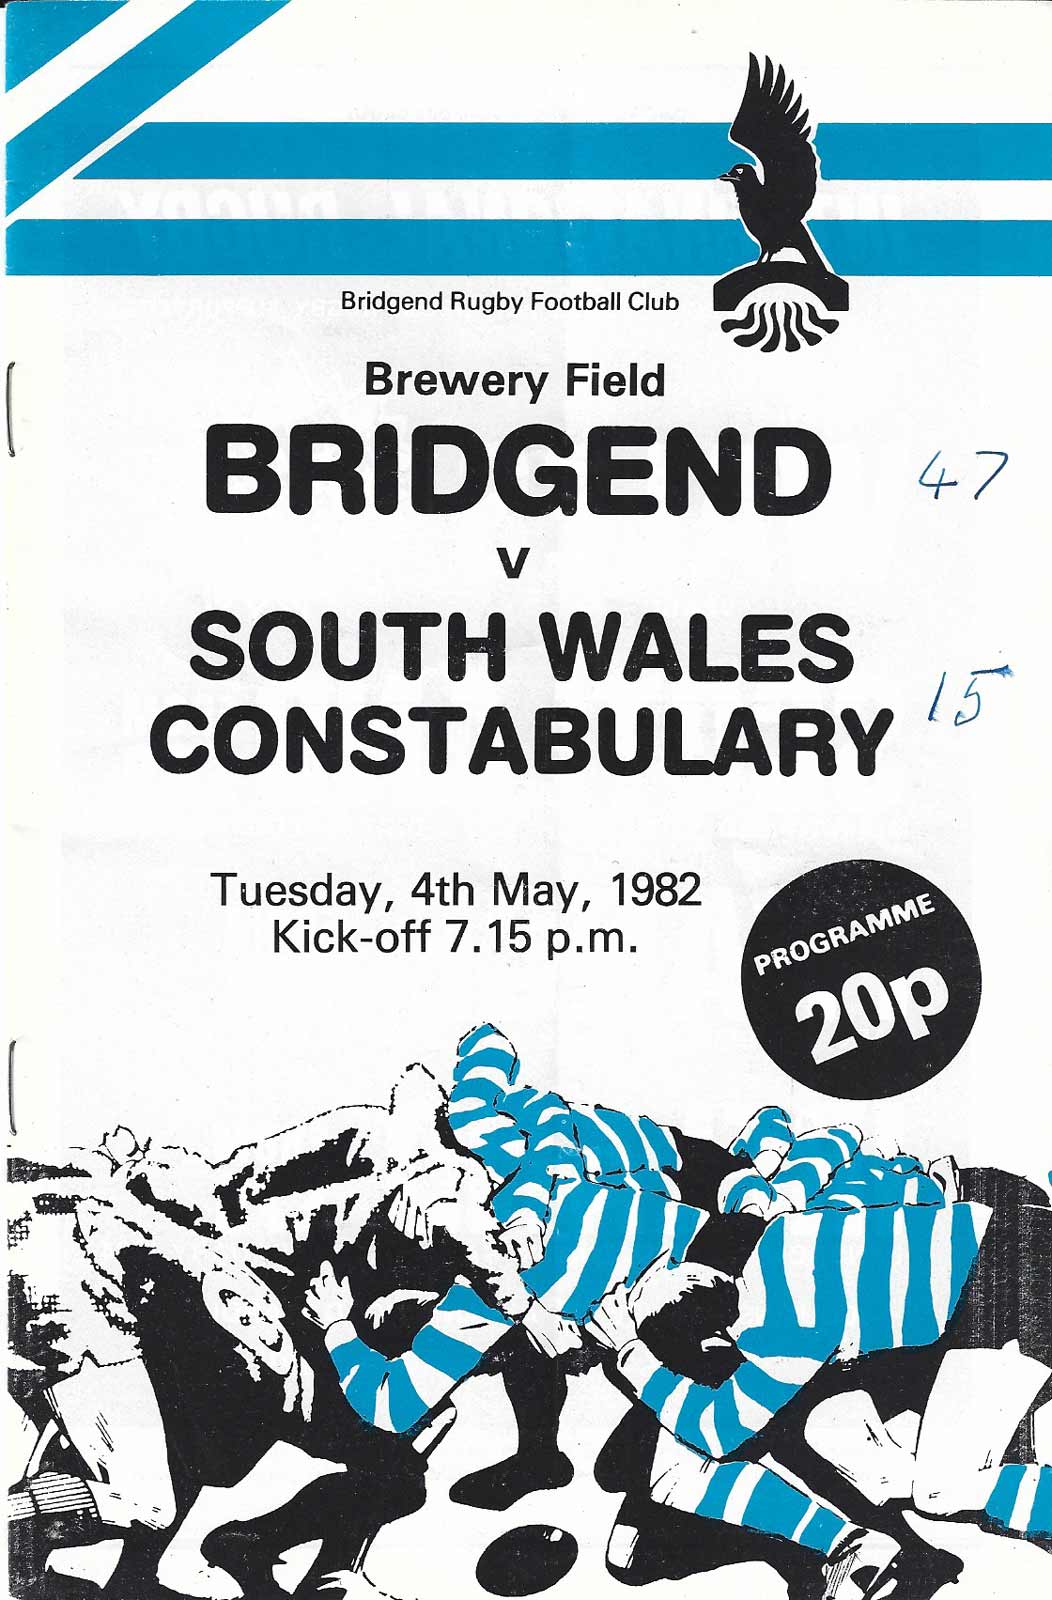 Bridgend Rugby Football Club
Brewery Field
BRIDGEND
47
v
SOUTH WALES
CONSTABULARY
15
Tuesday, 4th May, 1982
Kick-off 7.15 p.m.
PROGRAMME
20p